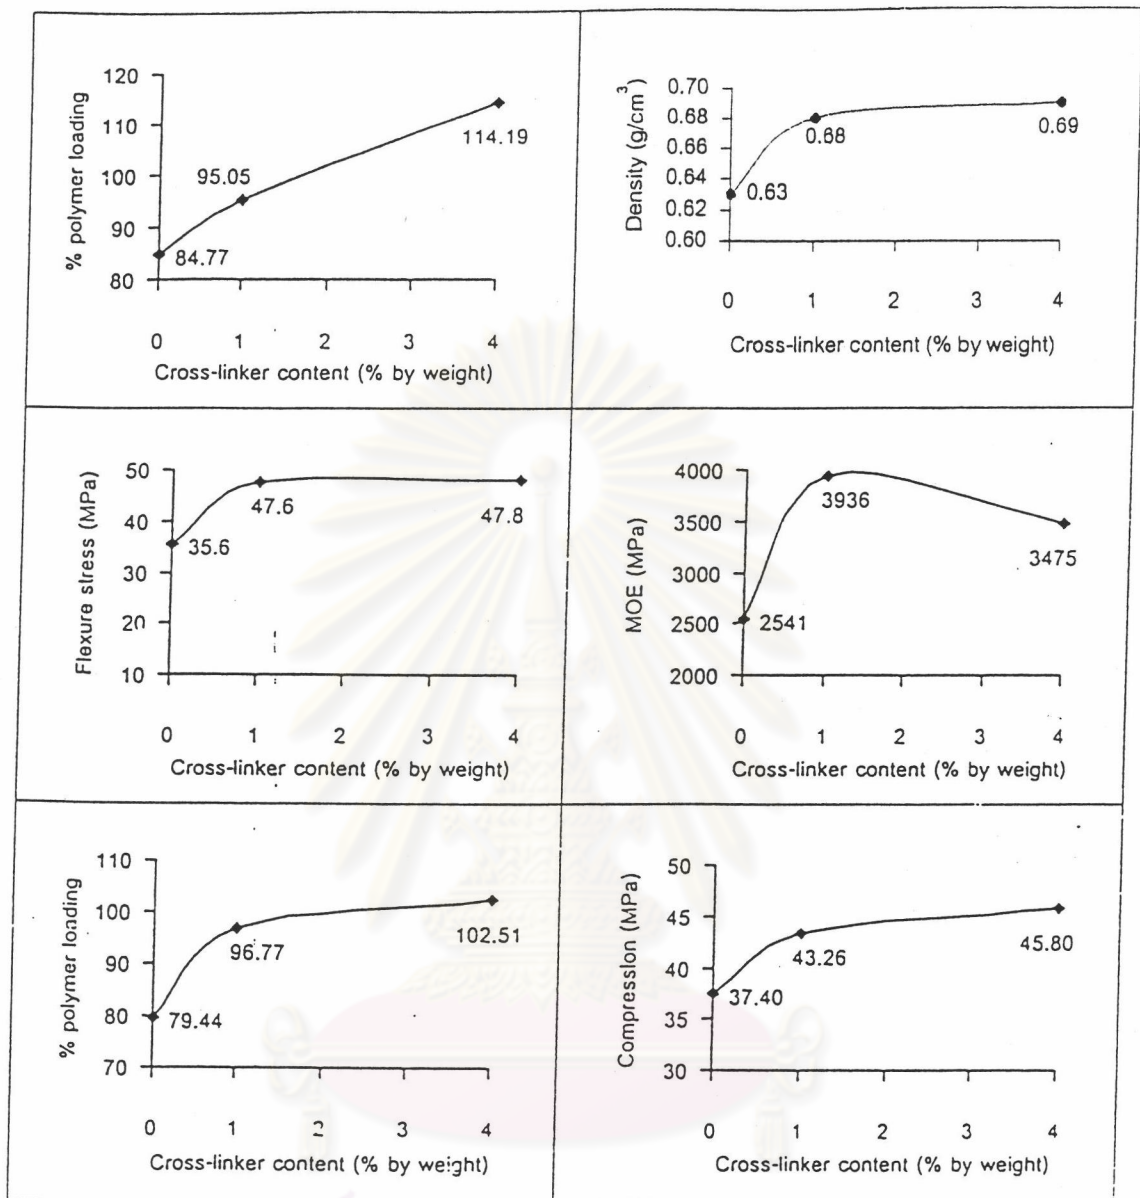 % polymer loading
120
110
100
90
80
84.77
95.05
114.19
0 1 2 3 4
Cross-linker content (% by weight)
Density (g/cm³)
0.70
0.68
0.66
0.64
0.62
0.60
0.63
0.68
0.69
0 1 2 3 4
Cross-linker content (% by weight)
Flexure stress (MPa)
50
40
30
20
10
35.6
47.6
47.8
0 1 2 3 4
Cross-linker content (% by weight)
MOE (MPa)
4000
3500
3000
2500
2000
2541
3936
3475
0 1 2 3 4
Cross-linker content (% by weight)
% polymer loading
110
100
90
80
70
79.44
96.77
102.51
0 1 2 3 4
Cross-linker content (% by weight)
Compression (MPa)
50
45
40
35
30
37.40
43.26
45.80
0 1 2 3 4
Cross-linker content (% by weight)